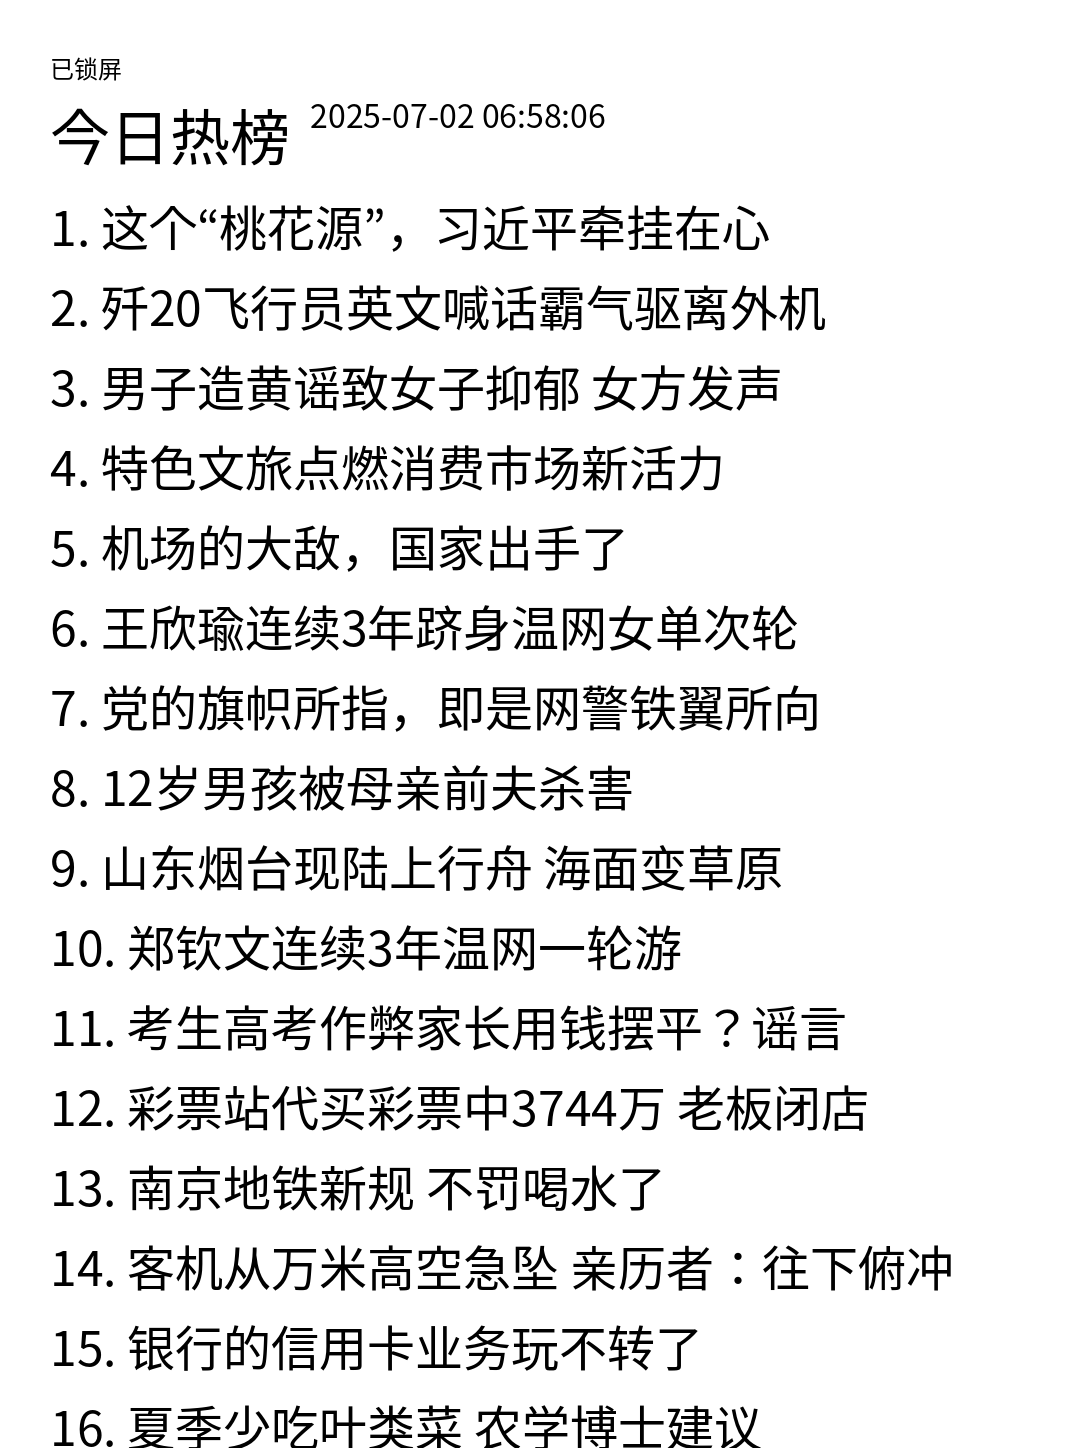 已锁屏
今日热榜 2025-07-02 06:58:06
1. 这个“桃花源”，习近平牵挂在心
2. 歼20飞行员英文喊话霸气驱离外机
3. 男子造黄谣致女子抑郁 女方发声
4. 特色文旅点燃消费市场新活力
5. 机场的大敌，国家出手了
6. 王欣瑜连续3年跻身温网女单次轮
7. 党的旗帜所指，即是网警铁翼所向
8. 12岁男孩被母亲前夫杀害
9. 山东烟台现陆上行舟 海面变草原
10. 郑钦文连续3年温网一轮游
11. 考生高考作弊家长用钱摆平？谣言
12. 彩票站代买彩票中3744万 老板闭店
13. 南京地铁新规 不罚喝水了
14. 客机从万米高空急坠 亲历者：往下俯冲
15. 银行的信用卡业务玩不转了
16. 夏季少吃叶类菜 农学博士建议